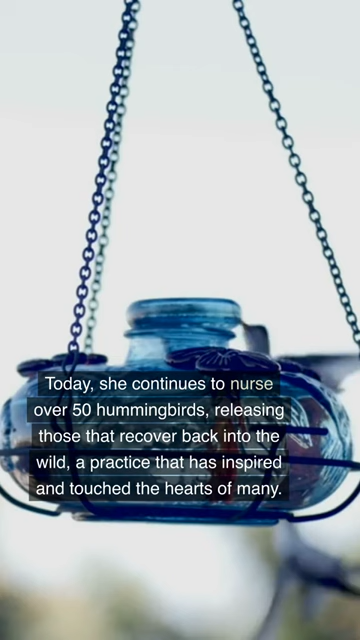 Today, she continues to nurse
over 50 hummingbirds, releasing
those that recover back into the
wild, a practice that has inspired
and touched the hearts of many.